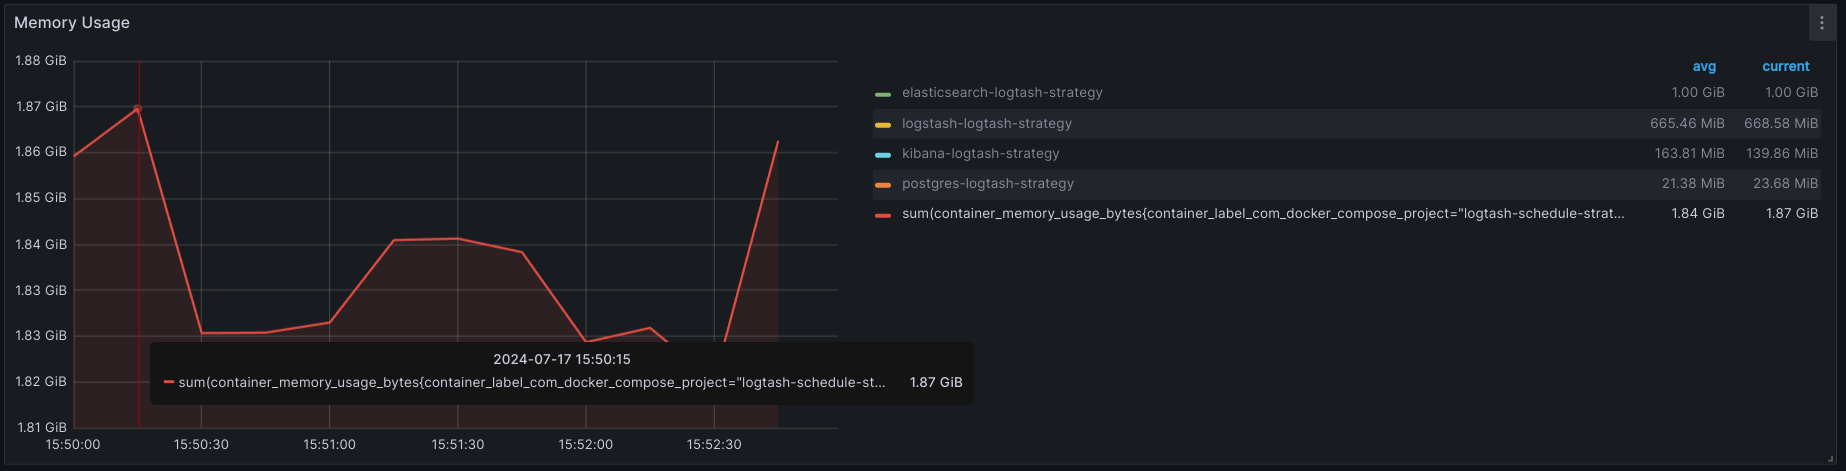 Memory Usage
1.88 GiB
1.87 GiB
1.86 GiB
1.85 GiB
1.84 GiB
1.83 GiB
1.83 GiB
1.82 GiB
1.81 GiB
15:50:00 15:50:30 15:51:00 15:51:30 15:52:00 15:52:30
2024-07-17 15:50:15
sum(container_memory_usage_bytes{container_label_com_docker_compose_project="logtash-schedule-st... 1.87 GiB
avg current
elasticsearch-logtash-strategy 1.00 GiB 1.00 GiB
logstash-logtash-strategy 665.46 MiB 668.58 MiB
kibana-logtash-strategy 163.81 MiB 139.86 MiB
postgres-logtash-strategy 21.38 MiB 23.68 MiB
sum(container_memory_usage_bytes{container_label_com_docker_compose_project="logtash-schedule-strat... 1.84 GiB 1.87 GiB